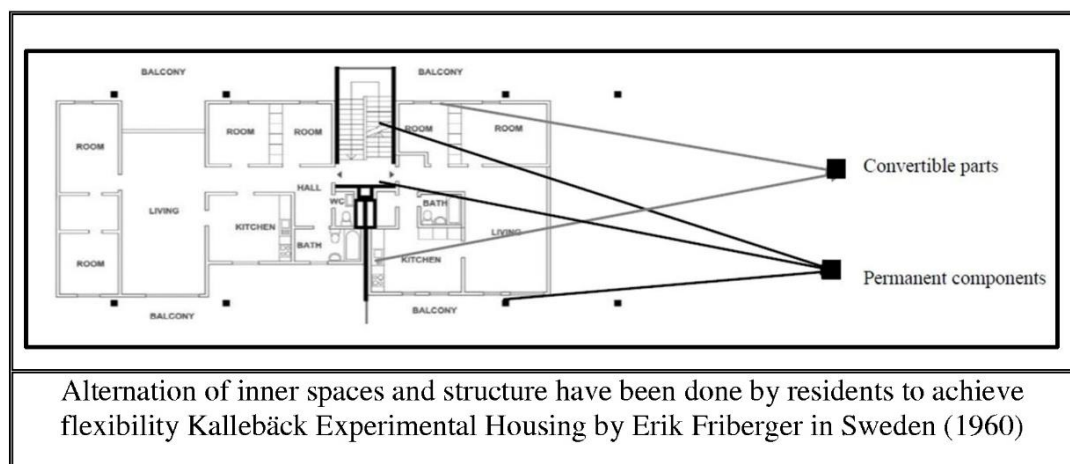 BALCONY BALCONY
ROOM ROOM ROOM ROOM ROOM
Convertible parts
HALL
WC BATH
LIVING LIVING
KITCHEN
BATH KITCHEN
ROOM
Permanent components
BALCONY BALCONY
Alternation of inner spaces and structure have been done by residents to achieve
flexibility Kallebäck Experimental Housing by Erik Friberger in Sweden (1960)